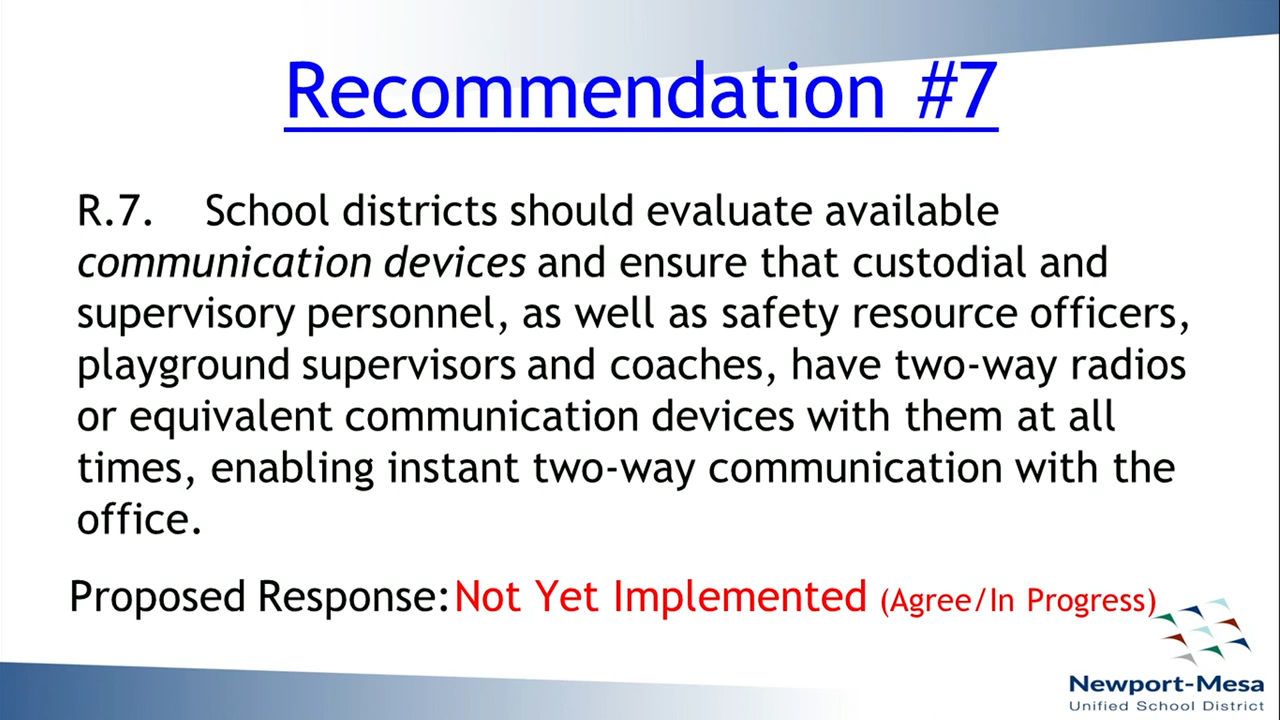 Recommendation #7
R.7. School districts should evaluate available
communication devices and ensure that custodial and
supervisory personnel, as well as safety resource officers,
playground supervisors and coaches, have two-way radios
or equivalent communication devices with them at all
times, enabling instant two-way communication with the
office.
Proposed Response: Not Yet Implemented (Agree/In Progress)
Newport-Mesa
Unified School District